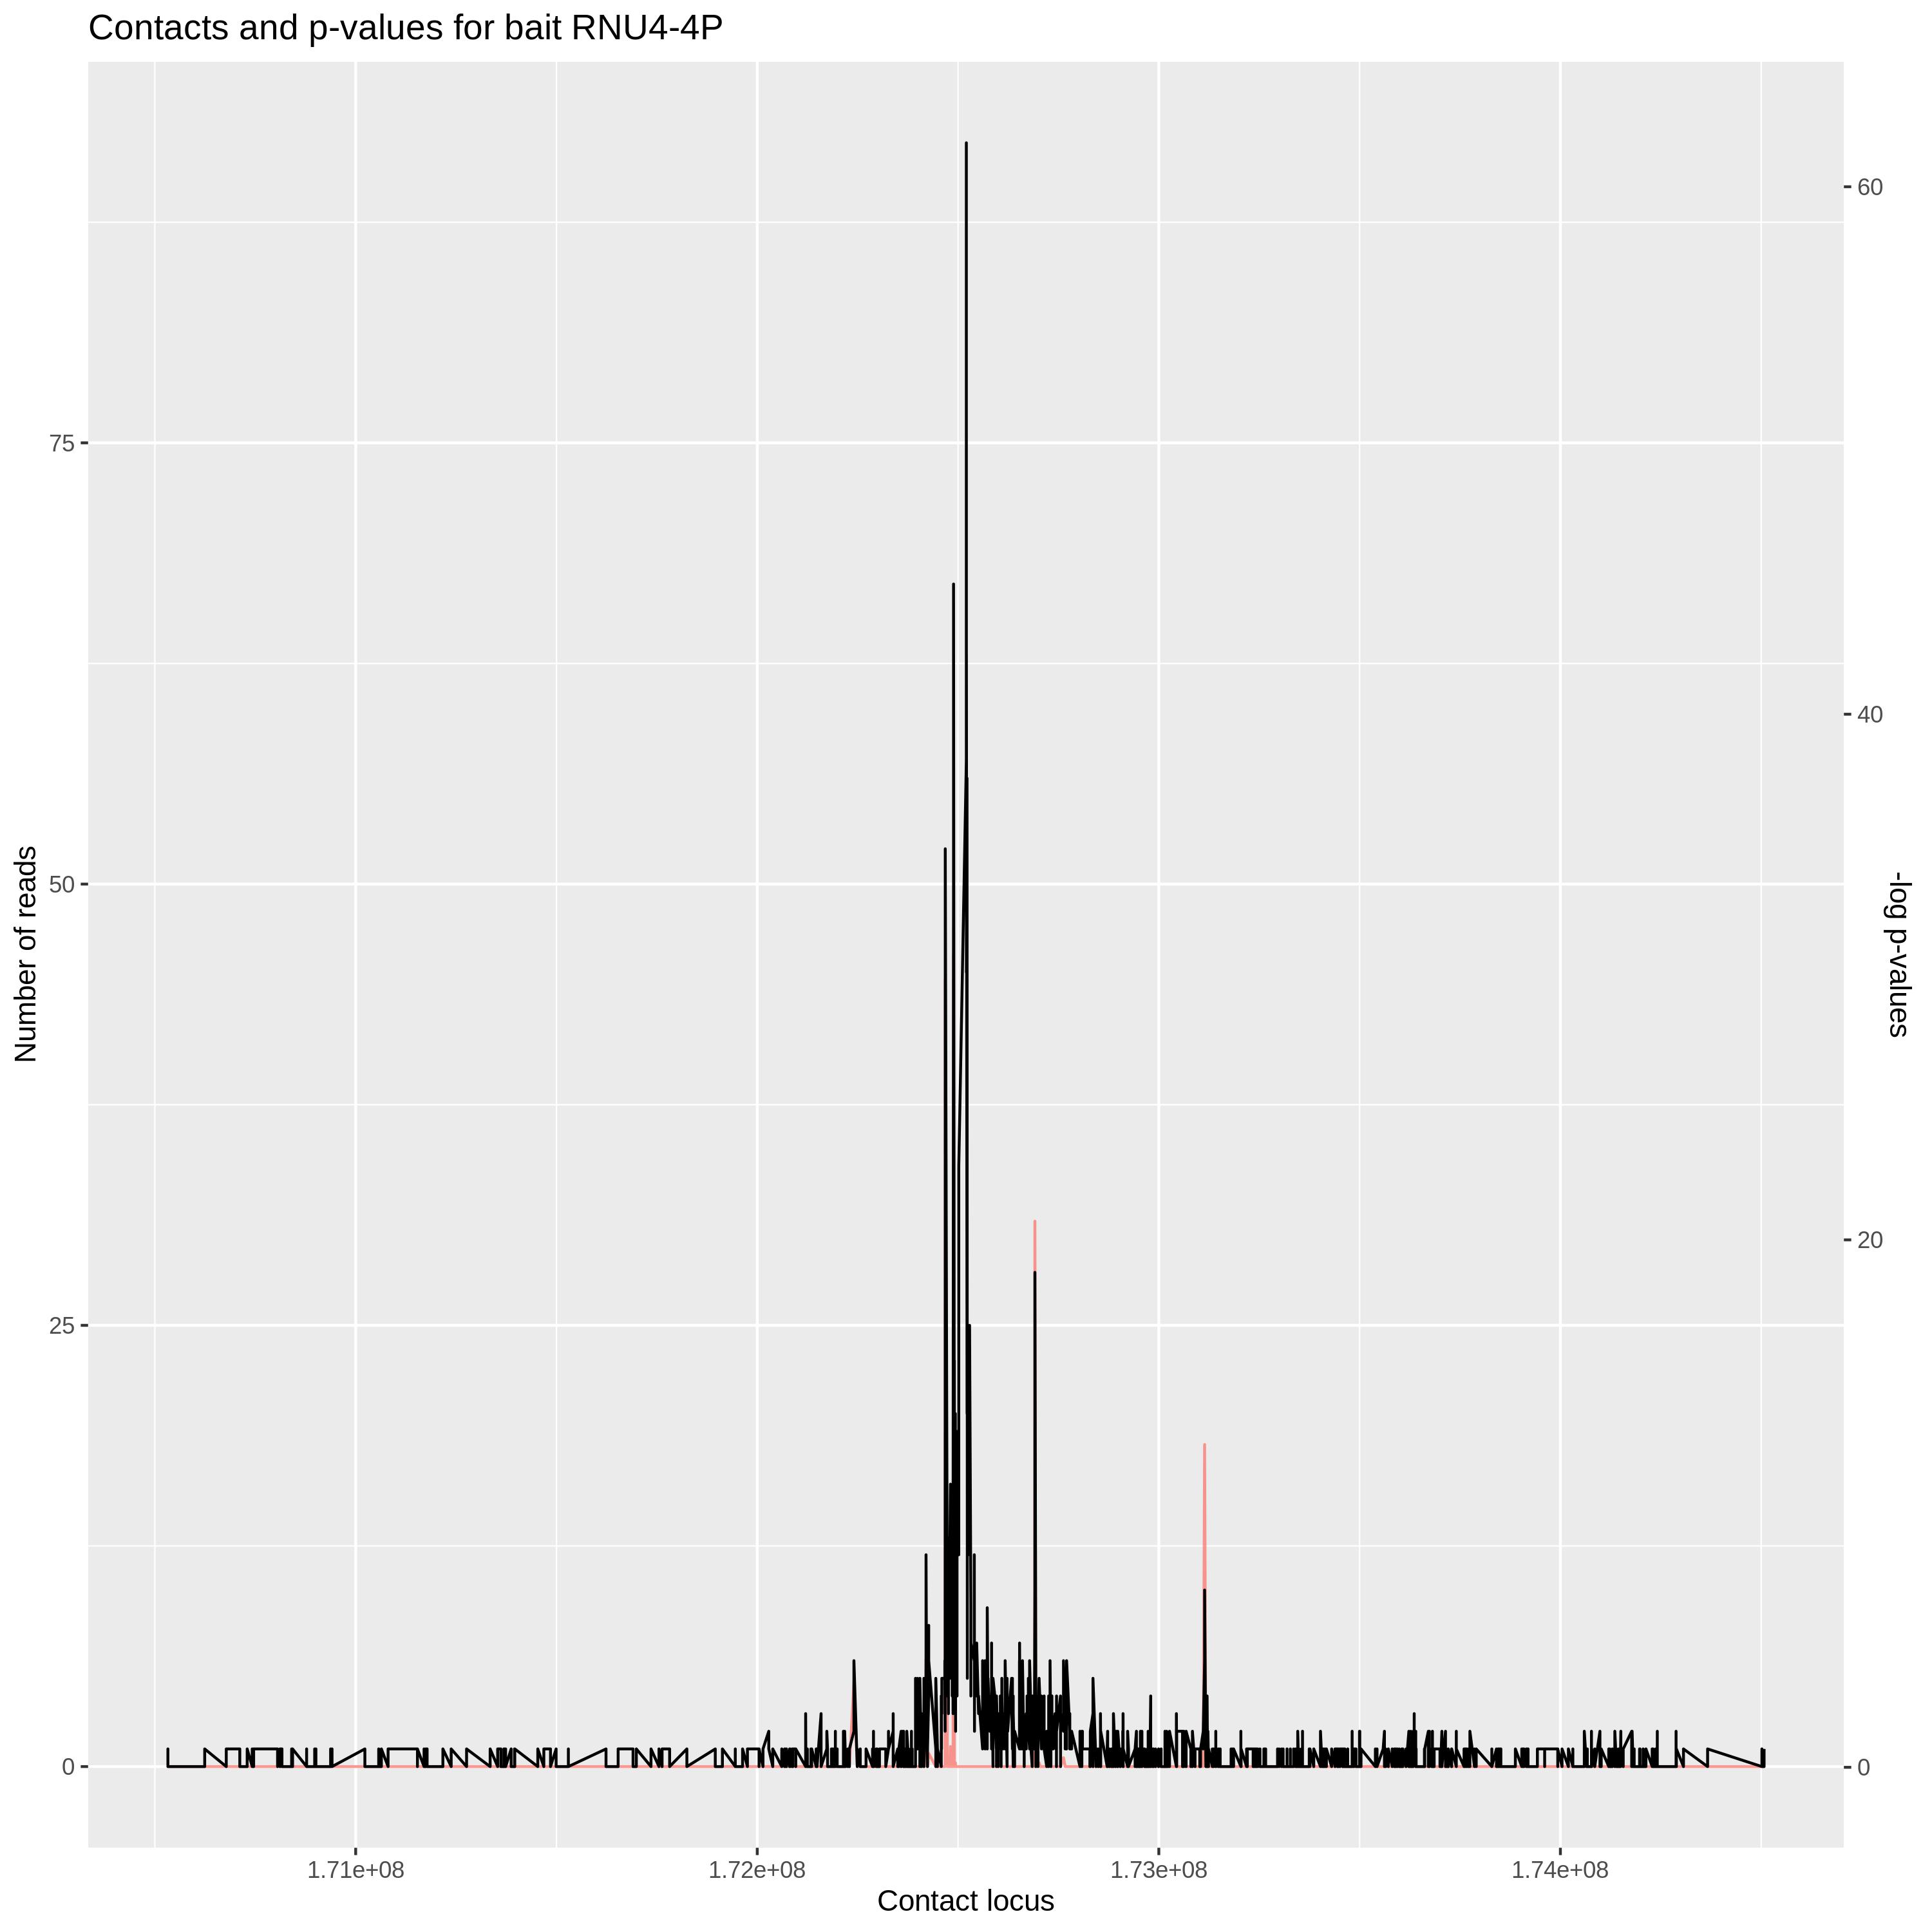 Contacts and p-values for bait RNU4-4P
60
75
40
50
20
25
0
0
Number of reads
-log p-values
1.71e+08
1.72e+08
1.73e+08
1.74e+08
Contact locus